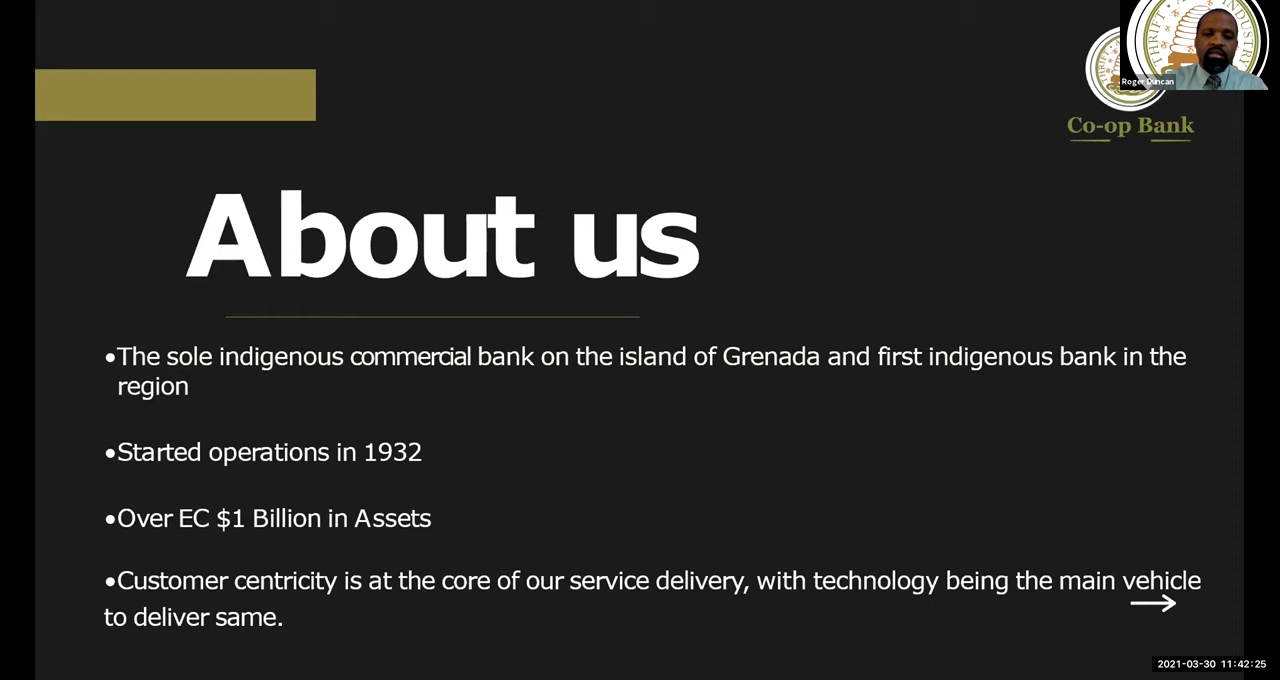 THRIFT INDUSTRY
Roger Duncan
Co-op Bank
About us
•The sole indigenous commercial bank on the island of Grenada and first indigenous bank in the
region
•Started operations in 1932
•Over EC $1 Billion in Assets
•Customer centricity is at the core of our service delivery, with technology being the main vehicle
to deliver same.
2021-03-30 11:42:25